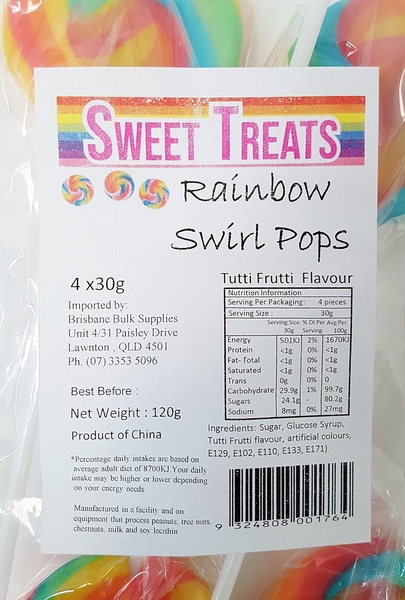 SWEET TREATS
Rainbow
Swirl Pops
4 x30g
Imported by:
Brisbane Bulk Supplies
Unit 4/31 Paisley Drive
Lawnton , QLD 4501
Ph. (07) 3353 5096
Best Before :
Net Weight : 120g
Product of China
*Percentage daily intakes are based on
average adult diet of 8700KJ.Your daily
intake may be higher or lower depending
on your energy needs.
Manufactured in a facility and on
equipment that process peanuts, tree nuts,
chestnuts, milk and soy lecithin
Tutti Frutti Flavour
Nutrition Information
Serving Per Packaging: 4 pieces
Serving Size : 30g
Serving Size % DI Per Avg Per
30g Serving 100g
Energy 501KJ 2% 1670KJ
Protein <1g 0% <1g
Fat- Total <1g 0% <1g
Saturated <1g 0% <1g
Trans 0g 0% 0
Carbohydrate 29.9g 1% 99.7g
Sugars 24.1g - 80.2g
Sodium 8mg 0% 27mg
Ingredients: Sugar, Glucose Syrup,
Tutti Frutti flavour, artificial colours,
E129, E102, E110, E133, E171)
9 324808 001764